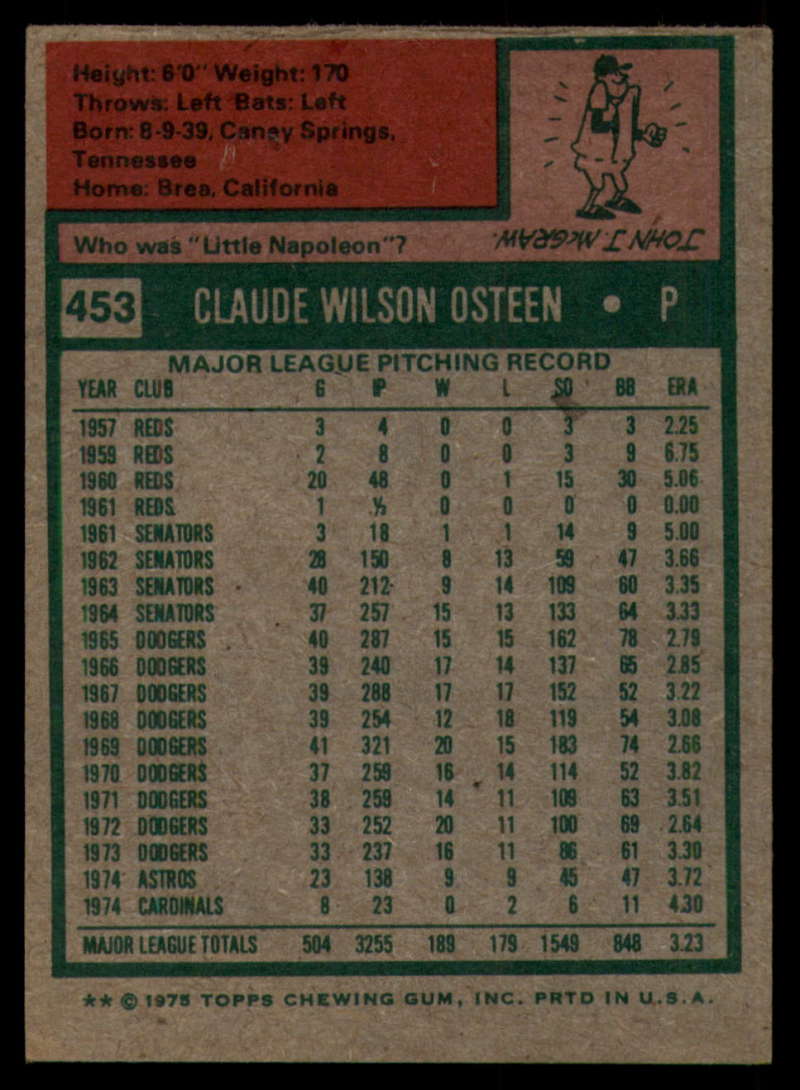 Height: 6'0" Weight: 170
Throws: Left Bats: Left
Born: 8-9-39, Caney Springs,
Tennessee
Home: Brea, California
Who was "Little Napoleon"?
JOHN J. McGRAW
453 CLAUDE WILSON OSTEEN • P
MAJOR LEAGUE PITCHING RECORD
YEAR CLUB G IP W L SO BB ERA
1957 REDS 3 4 0 0 3 3 2.25
1959 REDS 2 8 0 0 3 9 6.75
1960 REDS 20 48 0 1 15 30 5.06
1961 REDS 1 ⅓ 0 0 0 0 0.00
1961 SENATORS 3 18 1 1 14 9 5.00
1962 SENATORS 28 150 8 13 59 47 3.66
1963 SENATORS 40 212 9 14 109 60 3.35
1964 SENATORS 37 257 15 13 133 64 3.33
1965 DODGERS 40 287 15 15 162 78 2.79
1966 DODGERS 39 240 17 14 137 65 2.85
1967 DODGERS 39 288 17 17 152 52 3.22
1968 DODGERS 39 254 12 18 119 54 3.08
1969 DODGERS 41 321 20 15 183 74 2.66
1970 DODGERS 37 259 16 14 114 52 3.82
1971 DODGERS 38 259 14 11 109 63 3.51
1972 DODGERS 33 252 20 11 100 69 2.64
1973 DODGERS 33 237 16 11 86 61 3.30
1974 ASTROS 23 138 9 9 45 47 3.72
1974 CARDINALS 8 23 0 2 6 11 4.30
MAJOR LEAGUE TOTALS 504 3255 189 179 1549 848 3.23
** © 1975 TOPPS CHEWING GUM, INC. PRTD IN U.S.A.